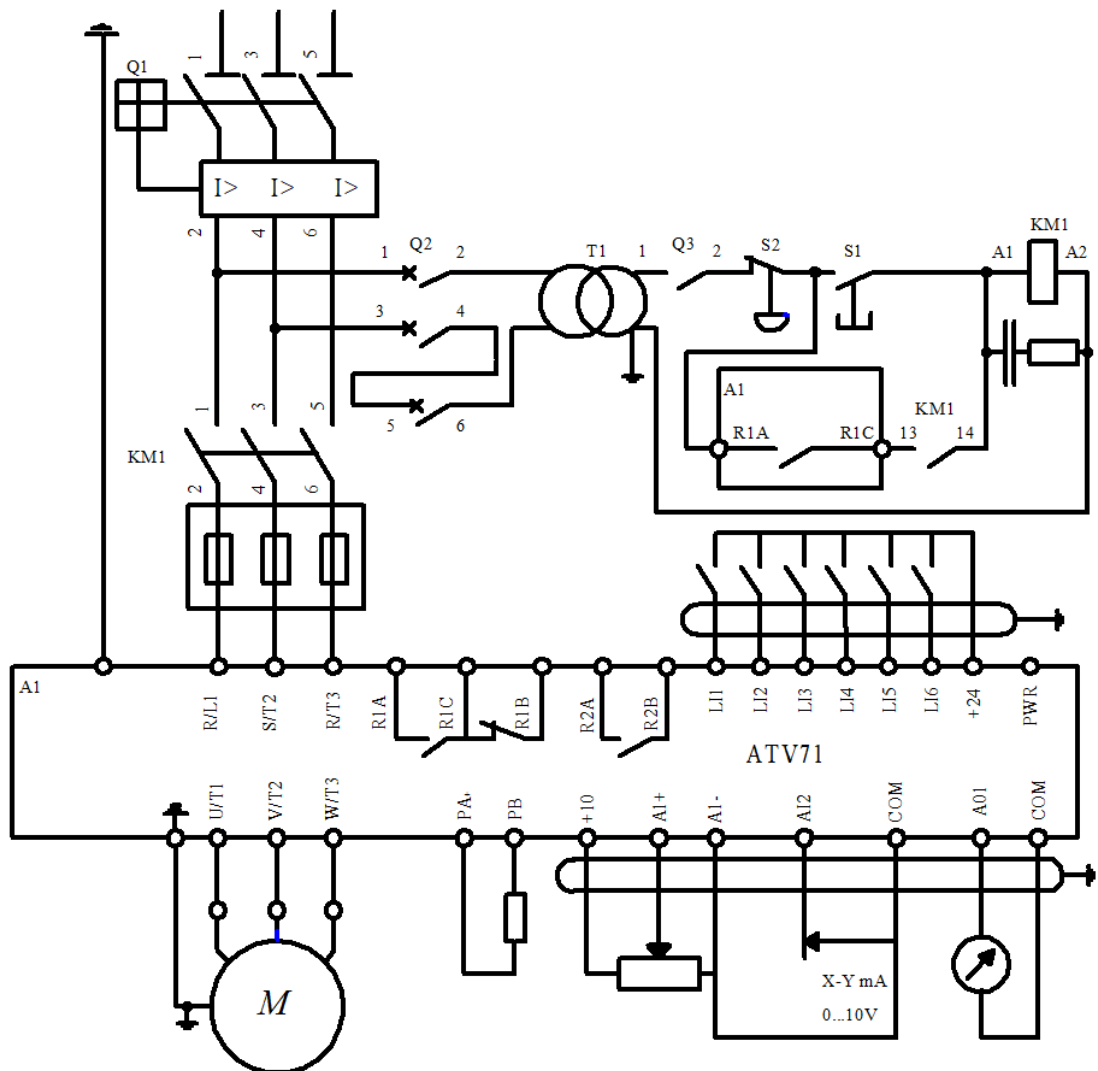 Q1
1 3 5
I> I> I>
2 4 6
1 Q2 2
T1
1 Q3 2
S2
S1
KM1
A1 A2
3 4
5 6
A1
R1A R1C
KM1
13 14
1 3 5
KM1
2 4 6
A1
R/L1
S/T2
R/T3
R1A
R1C
R1B
R2A
R2B
LI1
LI2
LI3
LI4
LI5
LI6
+24
PWR
ATV71
U/T1
V/T2
W/T3
PA
PB
+10
A1+
A1-
AI2
COM
A01
COM
M
X-Y mA
0...10V